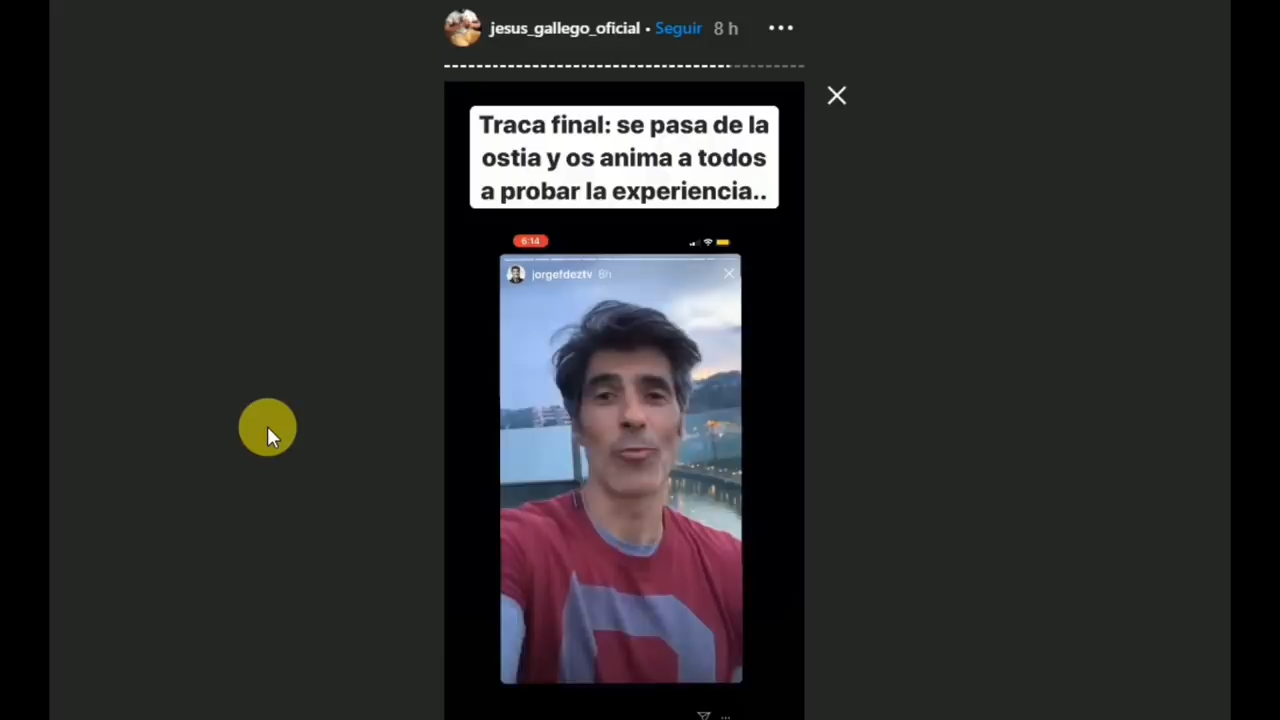 jesus_gallego_oficial • Seguir 8 h •••
Traca final: se pasa de la
ostia y os anima a todos
a probar la experiencia..
6:14
jorgefdeztv 8h